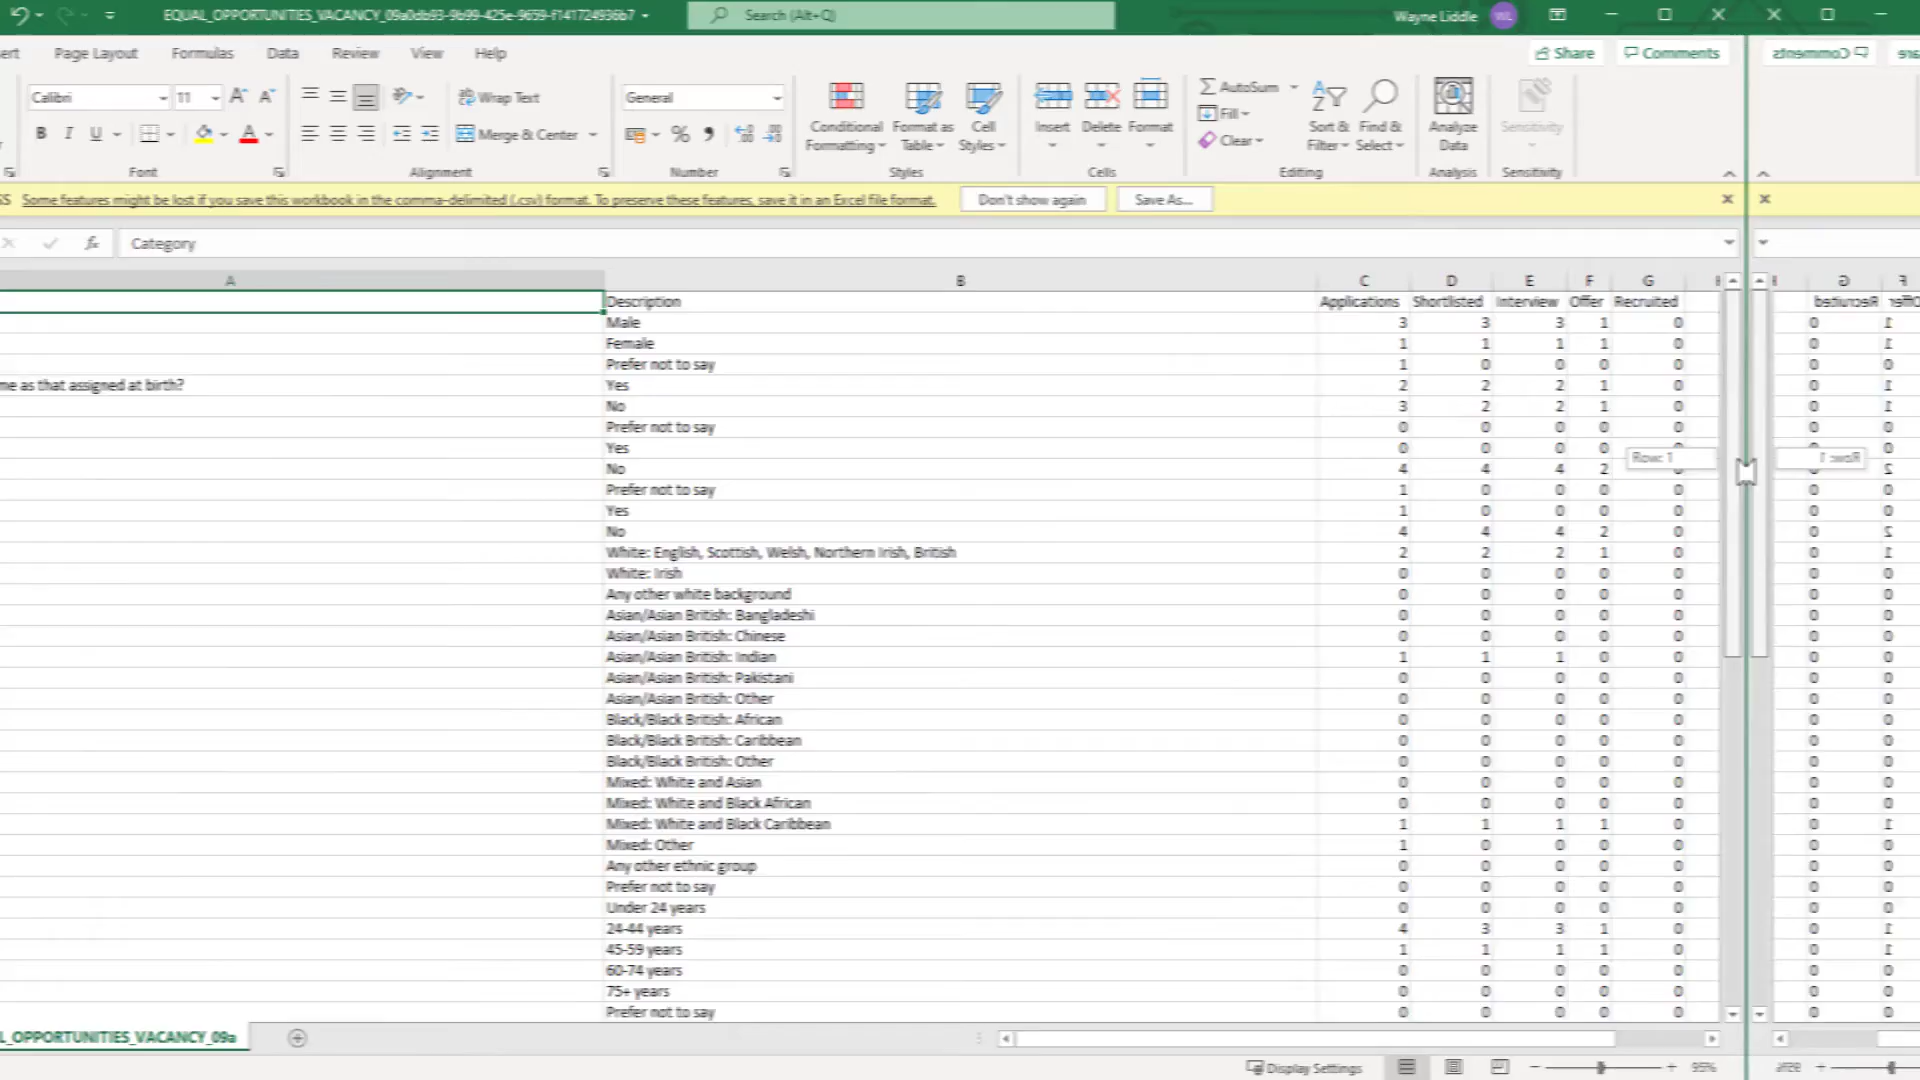 EQUAL_OPPORTUNITIES_VACANCY_09a0db93-9b99-425e-9659-f141724936b7 Search (Alt+Q) Wayne Liddle WL
ert Page Layout Formulas Data Review View Help Share Comments
Calibri 11 A A Wrap Text General AutoSum
Conditional Formatting Format as Table Cell Styles Insert Delete Format Fill Clear Sort & Filter Find & Select Analyze Data Sensitivity
B I U A Merge & Center % 9
Font Alignment Number Styles Cells Editing Analysis Sensitivity
SS Some features might be lost if you save this workbook in the comma-delimited (.csv) format. To preserve these features, save it in an Excel file format. Don't show again Save As...
fx Category
A B C D E F G
Description Applications Shortlisted Interview Offer Recruited
Male 3 3 3 1 0
Female 1 1 1 1 0
Prefer not to say 1 0 0 0 0
me as that assigned at birth? Yes 2 2 2 1 0
No 3 2 2 1 0
Prefer not to say 0 0 0 0 0
Yes 0 0 0 0
Row: 1
No 4 4 4 2
Prefer not to say 1 0 0 0 0
Yes 1 0 0 0 0
No 4 4 4 2 0
White: English, Scottish, Welsh, Northern Irish, British 2 2 2 1 0
White: Irish 0 0 0 0 0
Any other white background 0 0 0 0 0
Asian/Asian British: Bangladeshi 0 0 0 0 0
Asian/Asian British: Chinese 0 0 0 0 0
Asian/Asian British: Indian 1 1 1 0 0
Asian/Asian British: Pakistani 0 0 0 0 0
Asian/Asian British: Other 0 0 0 0 0
Black/Black British: African 0 0 0 0 0
Black/Black British: Caribbean 0 0 0 0 0
Black/Black British: Other 0 0 0 0 0
Mixed: White and Asian 0 0 0 0 0
Mixed: White and Black African 0 0 0 0 0
Mixed: White and Black Caribbean 1 1 1 1 0
Mixed: Other 1 0 0 0 0
Any other ethnic group 0 0 0 0 0
Prefer not to say 0 0 0 0 0
Under 24 years 0 0 0 0 0
24-44 years 4 3 3 1 0
45-59 years 1 1 1 1 0
60-74 years 0 0 0 0 0
75+ years 0 0 0 0 0
Prefer not to say 0 0 0 0 0
L_OPPORTUNITIES_VACANCY_09a
Display Settings 95%